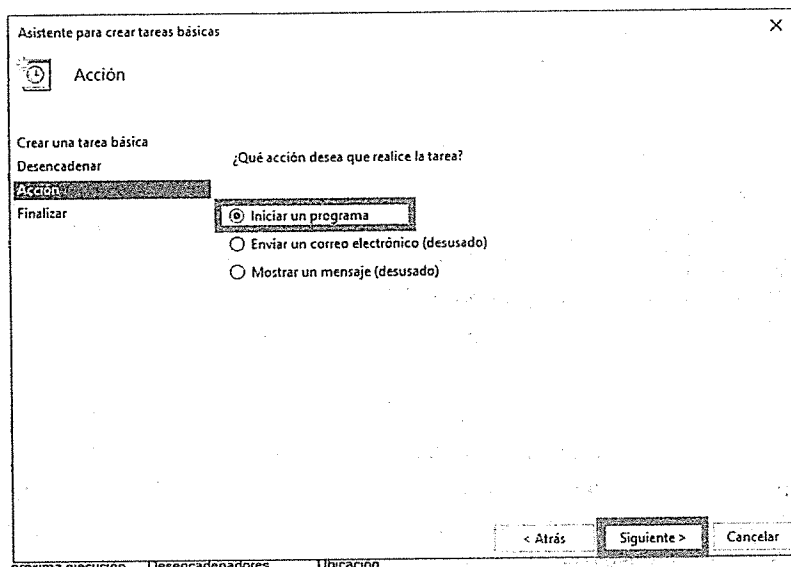 Asistente para crear tareas básicas
Acción
Crear una tarea básica
Desencadenar
Acción
Finalizar
¿Qué acción desea que realice la tarea?
Iniciar un programa
Enviar un correo electrónico (desusado)
Mostrar un mensaje (desusado)
< Atrás
Siguiente >
Cancelar
ejecución Desencadenadores Ubicación